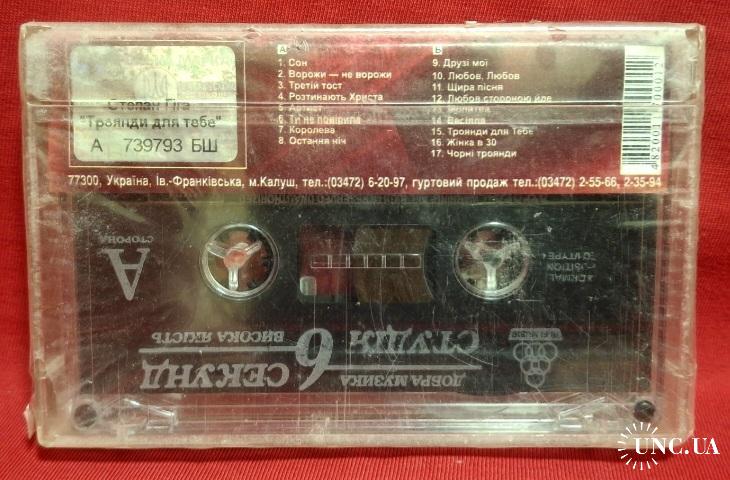 Степан Гіга
"Троянди для тебе"
А 739793 БШ
А
1. Сон
2. Ворожи — не ворожи
3. Третій тост
4. Розтинають Христа
6. Ти не повірила
7. Королева
8. Остання ніч
Б
9. Друзі мої
10. Любов, Любов
11. Щира пісня
12. Любов стороною йде
15. Троянди для Тебе
16. Жінка в 30
17. Чорні троянди
77300, Україна, Ів.-Франківська, м.Калуш, тел.:(03472) 6-20-97, гуртовий продаж тел.:(03472) 2-55-66, 2-35-94
А
СТОРОНА
ДОБРА МУЗИКА
ВИСОКА ЯКІСТЬ
СТУДІЯ
6
СЕКУНД
UNC.UA